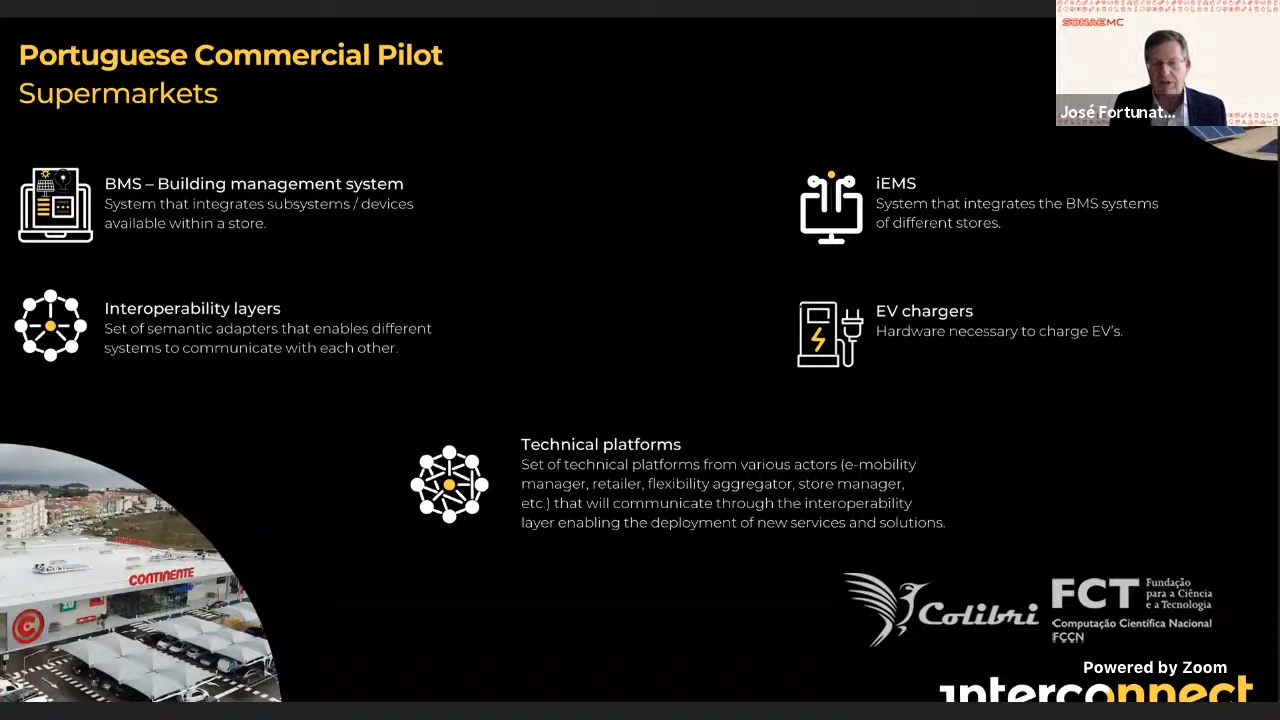 Portuguese Commercial Pilot
Supermarkets
SONAE MC
José Fortunat...
BMS – Building management system
System that integrates subsystems / devices
available within a store.
iEMS
System that integrates the BMS systems
of different stores.
Interoperability layers
Set of semantic adapters that enables different
systems to communicate with each other.
EV chargers
Hardware necessary to charge EV's.
Technical platforms
Set of technical platforms from various actors (e-mobility
manager, retailer, flexibility aggregator, store manager,
etc.) that will communicate through the interoperability
layer enabling the deployment of new services and solutions.
CONTINENTE
Colibri
FCT
Fundação
para a Ciência
e a Tecnologia
Computação Científica Nacional
FCCN
Powered by Zoom
interconnect